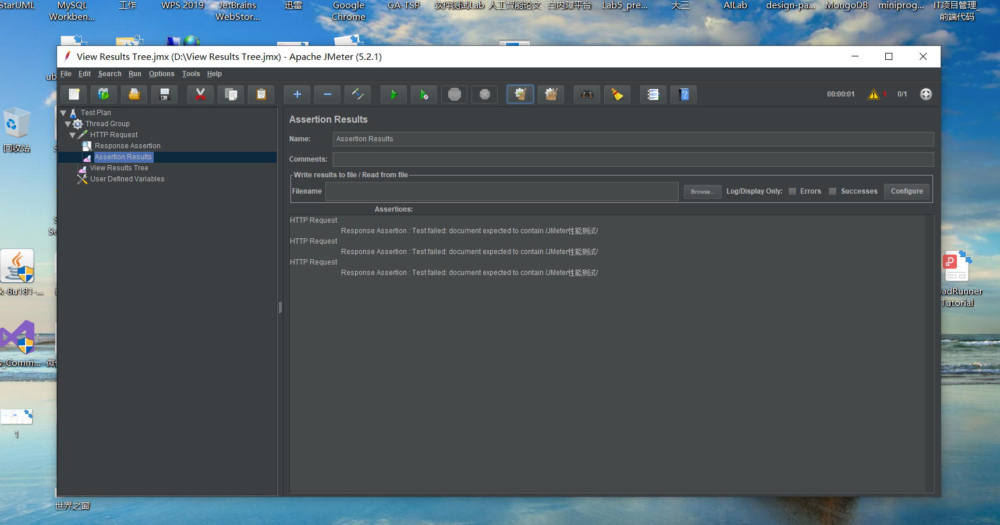 StarUML
MySQL
Workben...
工作
WPS 2019
JetBrains
WebStor...
迅雷
Google
Chrome
GA-TSP
软件测试Lab
人工智能论文
白内障平台
Lab5_pre...
大三
AILab
design-pa...
MongoDB
miniprog...
IT项目管理_
前端代码
View Results Tree.jmx (D:\View Results Tree.jmx) - Apache JMeter (5.2.1)
File Edit Search Run Options Tools Help
STOP
00:00:01
1
0/1
Test Plan
Thread Group
HTTP Request
Response Assertion
Assertion Results
View Results Tree
User Defined Variables
Assertion Results
Name: Assertion Results
Comments:
Write results to file / Read from file
Filename
Browse...
Log/Display Only:
Errors
Successes
Configure
Assertions:
HTTP Request
Response Assertion : Test failed: document expected to contain /JMeter性能测试/
HTTP Request
Response Assertion : Test failed: document expected to contain /JMeter性能测试/
HTTP Request
Response Assertion : Test failed: document expected to contain /JMeter性能测试/
ub
回收站
S
S
Se
k-8u181-...
s_Comm...
微
1
世界之窗
oadRunner
Tutorial